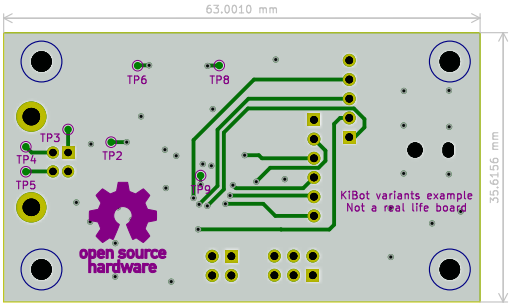 63.0010 mm
TP6
TP8
TP3
TP2
TP4
TP5
TP9
35.6156 mm
KiBot variants example
Not a real life board
open source
hardware